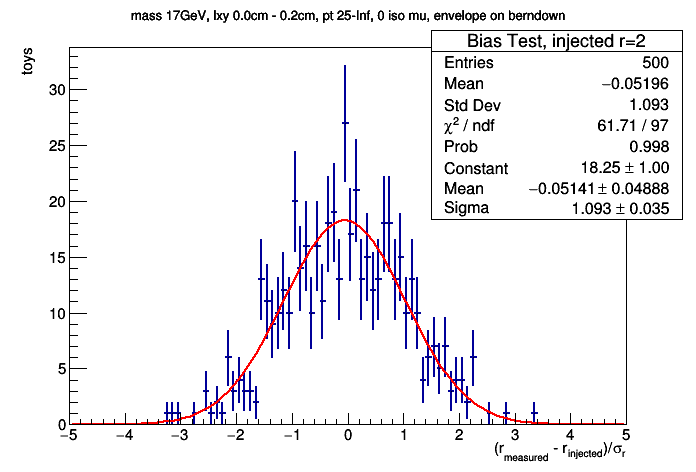 mass 17GeV, lxy 0.0cm - 0.2cm, pt 25-Inf, 0 iso mu, envelope on berndown
Bias Test, injected r=2
Entries 500
Mean −0.05196
Std Dev 1.093
χ² / ndf 61.71 / 97
Prob 0.998
Constant 18.25 ± 1.00
Mean −0.05141 ± 0.04888
Sigma 1.093 ± 0.035
toys
30
25
20
15
10
5
0
−5 −4 −3 −2 −1 0 1 2 3 4 5
(r_measured - r_injected)/σ_r